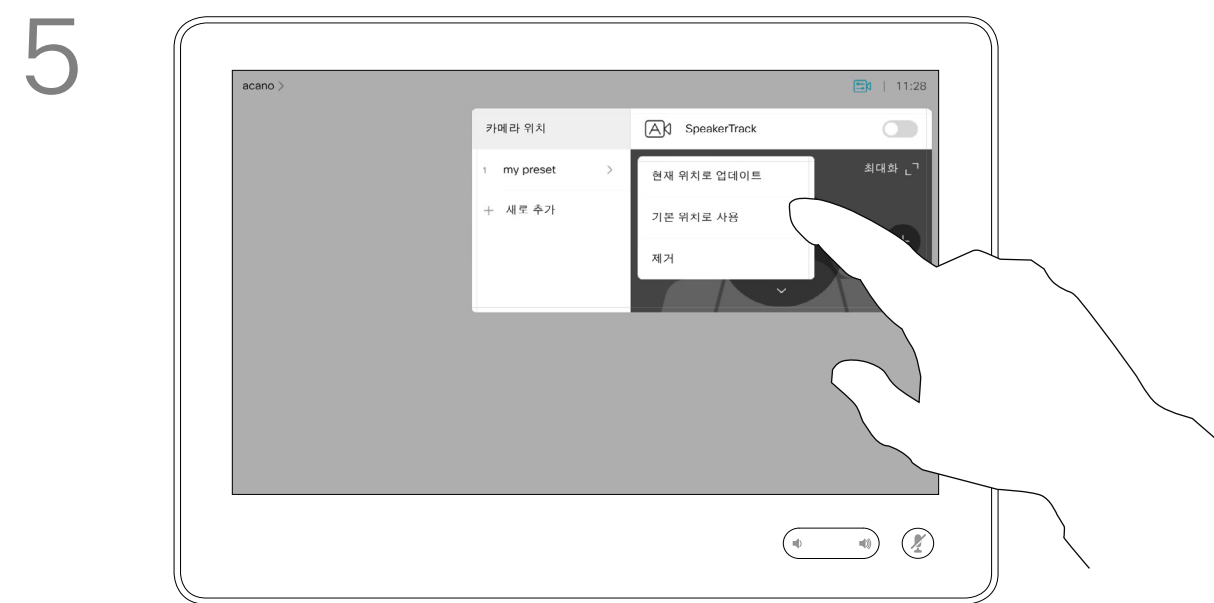 5
acano >
11:28
카메라 위치
SpeakerTrack
1 my preset >
현재 위치로 업데이트
최대화
+ 새로 추가
기본 위치로 사용
제거